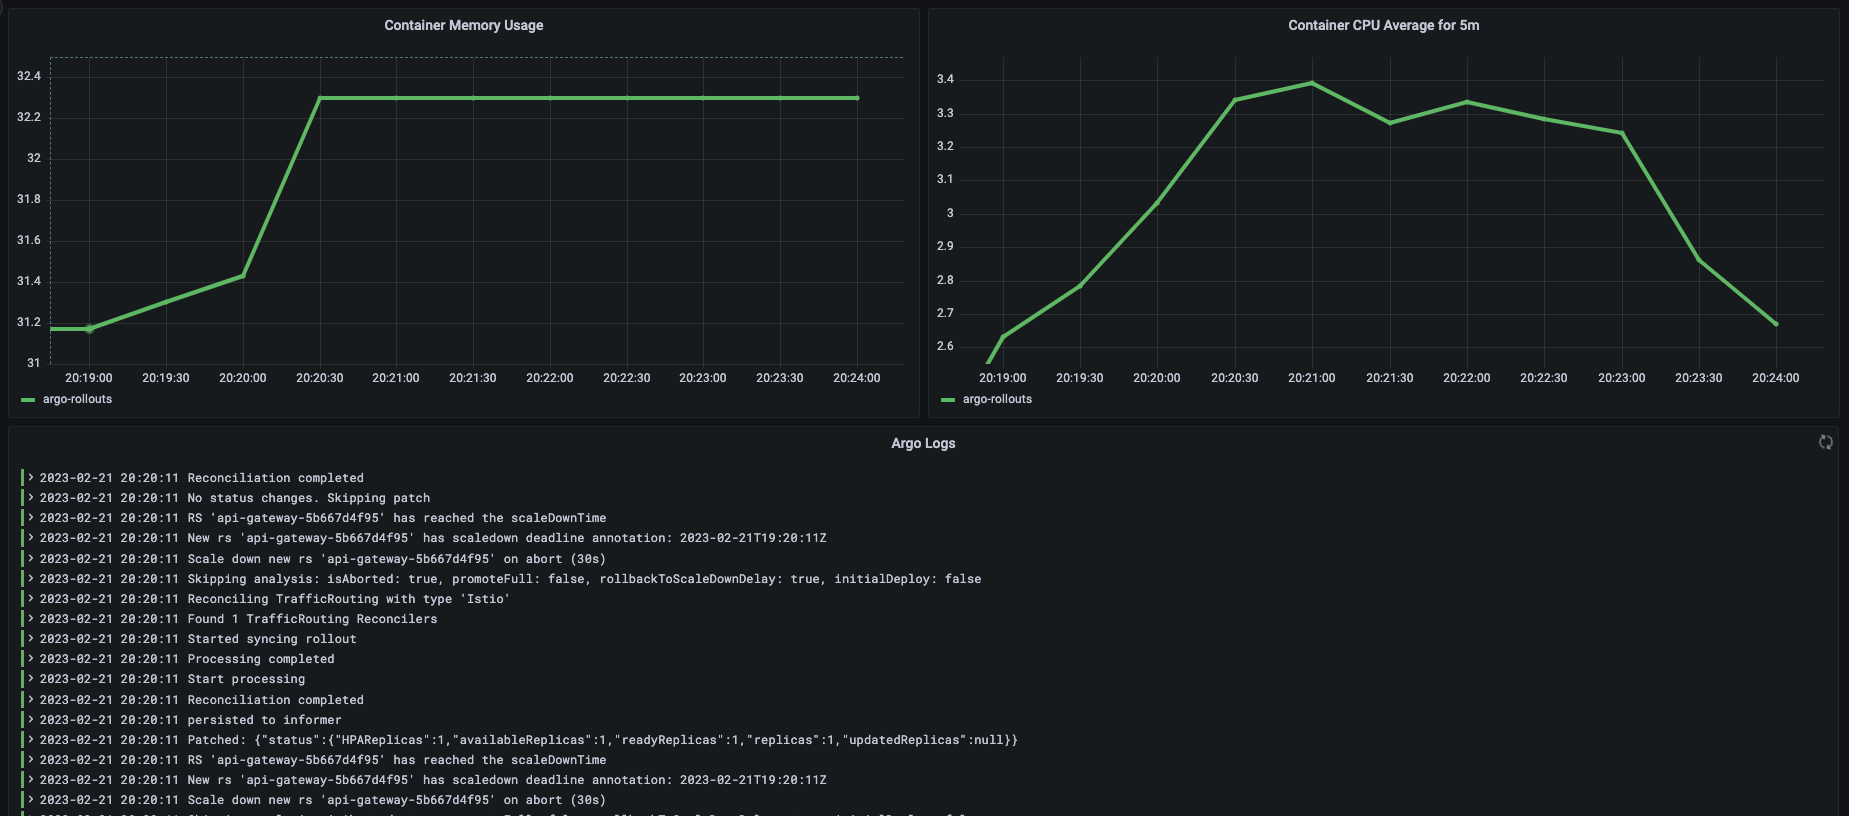 Container Memory Usage
32.4
32.2
32
31.8
31.6
31.4
31.2
31
20:19:00 20:19:30 20:20:00 20:20:30 20:21:00 20:21:30 20:22:00 20:22:30 20:23:00 20:23:30 20:24:00
argo-rollouts
Container CPU Average for 5m
3.4
3.3
3.2
3.1
3
2.9
2.8
2.7
2.6
20:19:00 20:19:30 20:20:00 20:20:30 20:21:00 20:21:30 20:22:00 20:22:30 20:23:00 20:23:30 20:24:00
argo-rollouts
Argo Logs
> 2023-02-21 20:20:11 Reconciliation completed
> 2023-02-21 20:20:11 No status changes. Skipping patch
> 2023-02-21 20:20:11 RS 'api-gateway-5b667d4f95' has reached the scaleDownTime
> 2023-02-21 20:20:11 New rs 'api-gateway-5b667d4f95' has scaledown deadline annotation: 2023-02-21T19:20:11Z
> 2023-02-21 20:20:11 Scale down new rs 'api-gateway-5b667d4f95' on abort (30s)
> 2023-02-21 20:20:11 Skipping analysis: isAborted: true, promoteFull: false, rollbackToScaleDownDelay: true, initialDeploy: false
> 2023-02-21 20:20:11 Reconciling TrafficRouting with type 'Istio'
> 2023-02-21 20:20:11 Found 1 TrafficRouting Reconcilers
> 2023-02-21 20:20:11 Started syncing rollout
> 2023-02-21 20:20:11 Processing completed
> 2023-02-21 20:20:11 Start processing
> 2023-02-21 20:20:11 Reconciliation completed
> 2023-02-21 20:20:11 persisted to informer
> 2023-02-21 20:20:11 Patched: {"status":{"HPAReplicas":1,"availableReplicas":1,"readyReplicas":1,"replicas":1,"updatedReplicas":null}}
> 2023-02-21 20:20:11 RS 'api-gateway-5b667d4f95' has reached the scaleDownTime
> 2023-02-21 20:20:11 New rs 'api-gateway-5b667d4f95' has scaledown deadline annotation: 2023-02-21T19:20:11Z
> 2023-02-21 20:20:11 Scale down new rs 'api-gateway-5b667d4f95' on abort (30s)